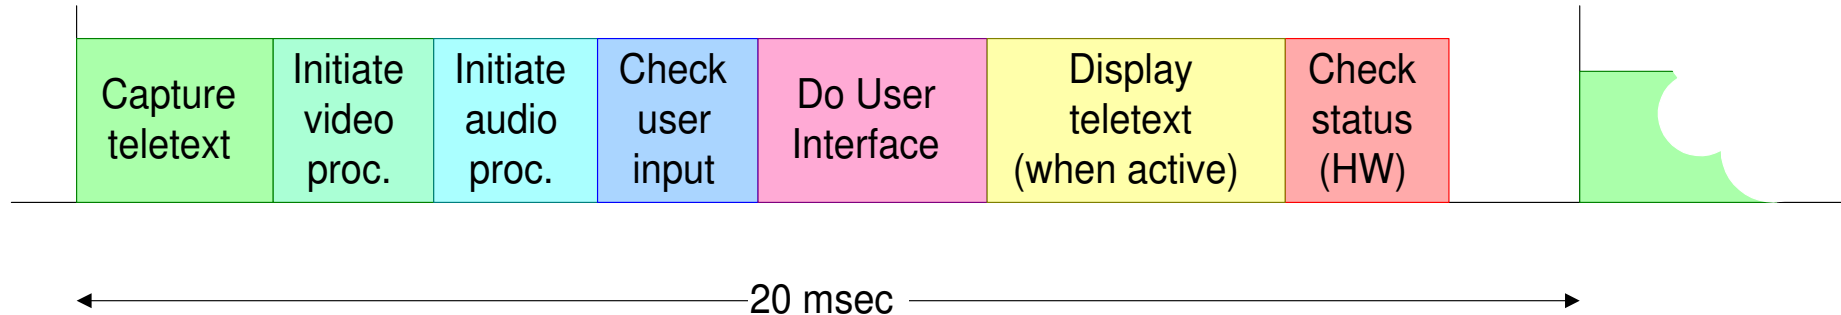 Capture
teletext
Initiate
video
proc.
Initiate
audio
proc.
Check
user
input
Do User
Interface
Display
teletext
(when active)
Check
status
(HW)
20 msec